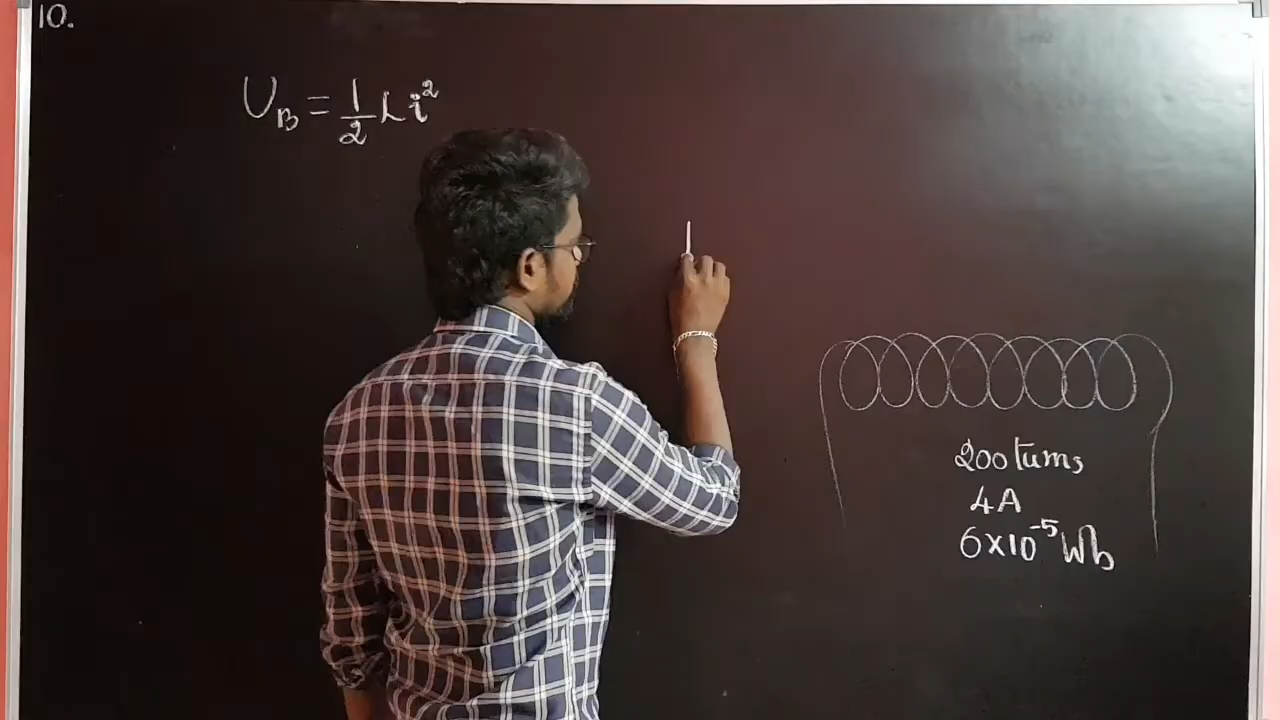 10.
U_B = 1/2 L i²
200 turns
4A
6×10⁻⁵ Wb